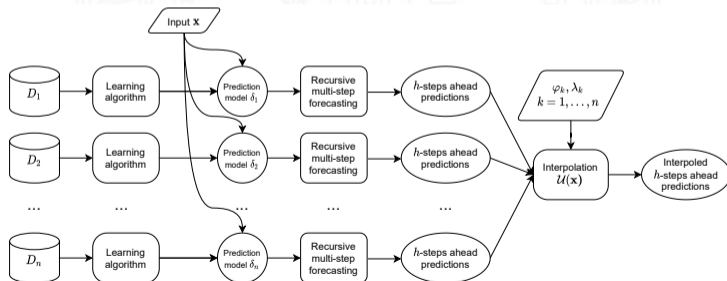 Input x
D₁
Learning
algorithm
Prediction
model δ₁
Recursive
multi-step
forecasting
h-steps ahead
predictions
φₖ, λₖ
k = 1, . . . , n
D₂
Learning
algorithm
Prediction
model δ₂
Recursive
multi-step
forecasting
h-steps ahead
predictions
Interpolation
𝒰(x)
Interpoled
h-steps ahead
predictions
... ... ... ... ...
Dₙ
Learning
algorithm
Prediction
model δₙ
Recursive
multi-step
forecasting
h-steps ahead
predictions